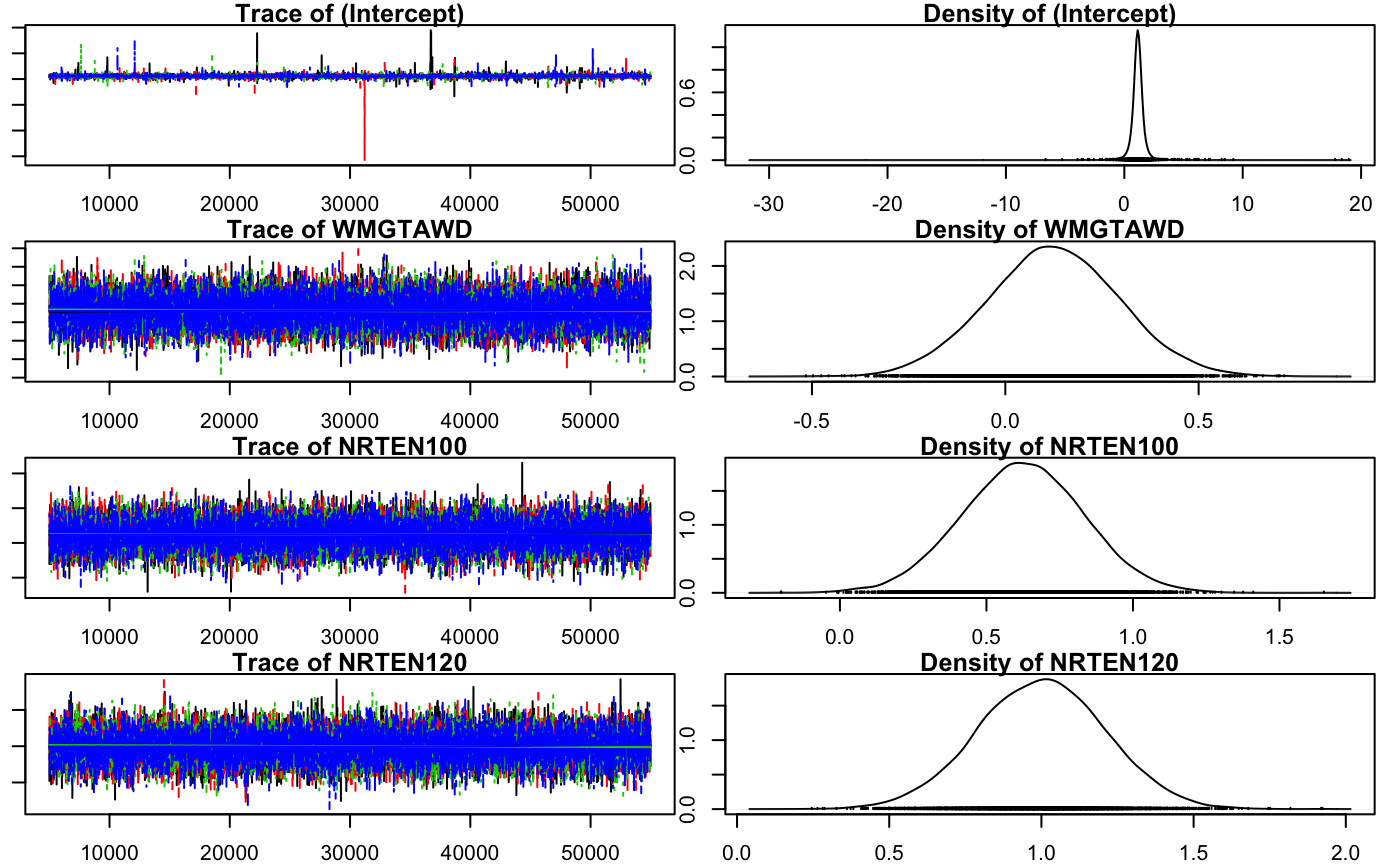 Trace of (Intercept) Density of (Intercept)
0.0 0.6
10000 20000 30000 40000 50000 -30 -20 -10 0 10 20
Trace of WMGTAWD Density of WMGTAWD
0.0 1.0 2.0
10000 20000 30000 40000 50000 -0.5 0.0 0.5
Trace of NRTEN100 Density of NRTEN100
0.0 1.0
10000 20000 30000 40000 50000 0.0 0.5 1.0 1.5
Trace of NRTEN120 Density of NRTEN120
0.0 1.0
10000 20000 30000 40000 50000 0.0 0.5 1.0 1.5 2.0